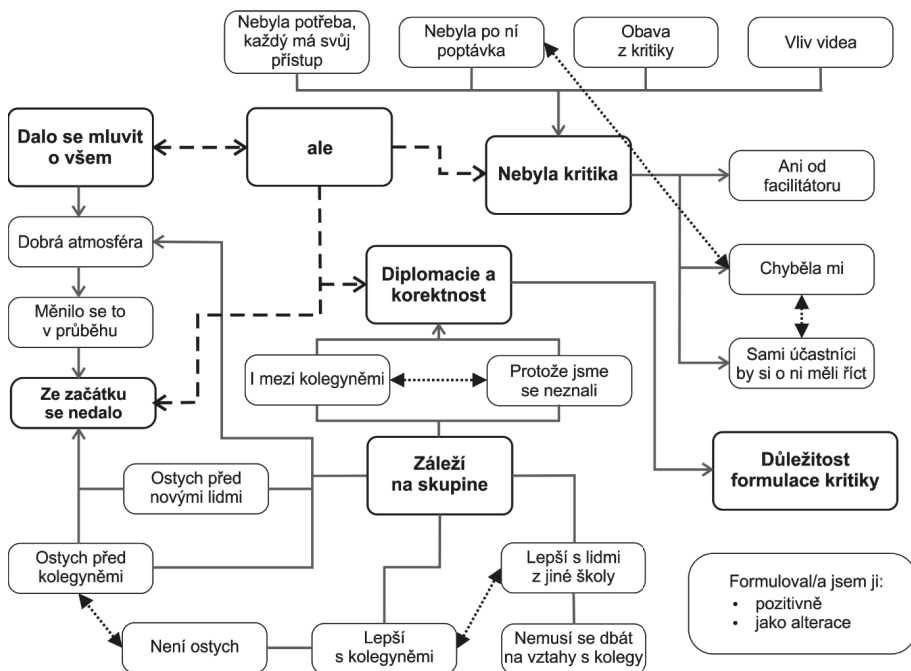 Nebyla potřeba,
každý má svůj
přístup
Nebyla po ní
poptávka
Obava
z kritiky
Vliv videa
Dalo se mluvit
o všem
ale
Nebyla kritika
Ani od
facilitátoru
Dobrá atmosféra
Diplomacie a
korektnost
Chyběla mi
Měnilo se to
v průběhu
I mezi kolegyněmi
Protože jsme
se neznali
Sami účastníci
by si o ni měli říct
Ze začátku
se nedalo
Záleží
na skupine
Důležitost
formulace kritiky
Ostych před
novými lidmi
Ostych před
kolegyněmi
Lepší s lidmi
z jiné školy
Formuloval/a jsem ji:
• pozitivně
• jako alterace
Není ostych
Lepší
s kolegyněmi
Nemusí se dbát
na vztahy s kolegy